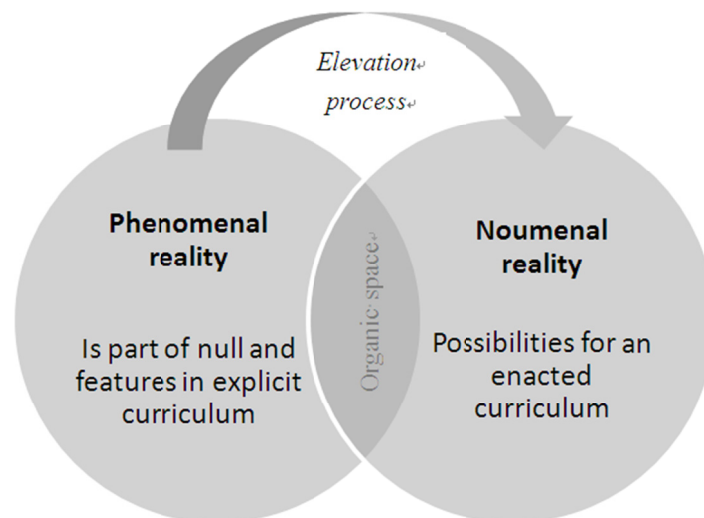 Elevation
process
Phenomenal
reality
Is part of null and
features in explicit
curriculum
Organic space
Noumenal
reality
Possibilities for an
enacted
curriculum